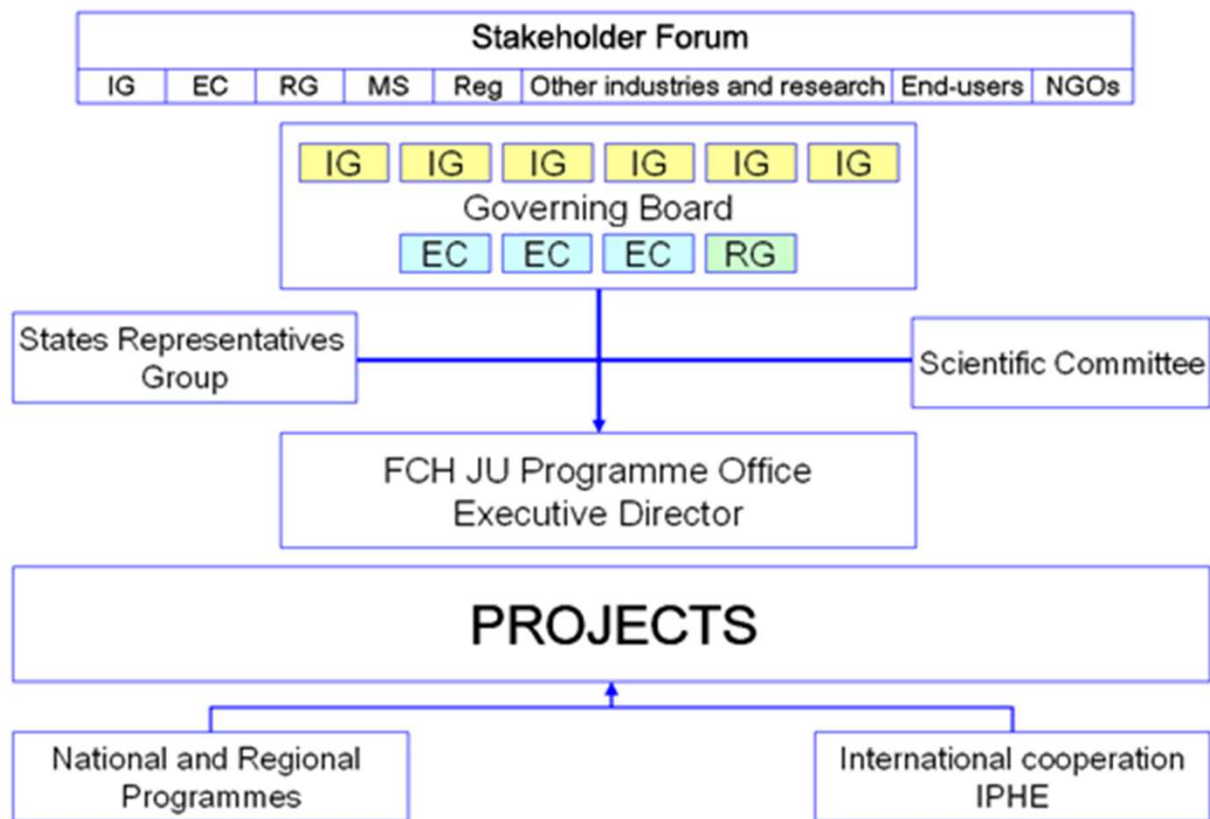 Stakeholder Forum
IG EC RG MS Reg Other industries and research End-users NGOs
IG IG IG IG IG IG
Governing Board
EC EC EC RG
States Representatives
Group
Scientific Committee
FCH JU Programme Office
Executive Director
PROJECTS
National and Regional
Programmes
International cooperation
IPHE